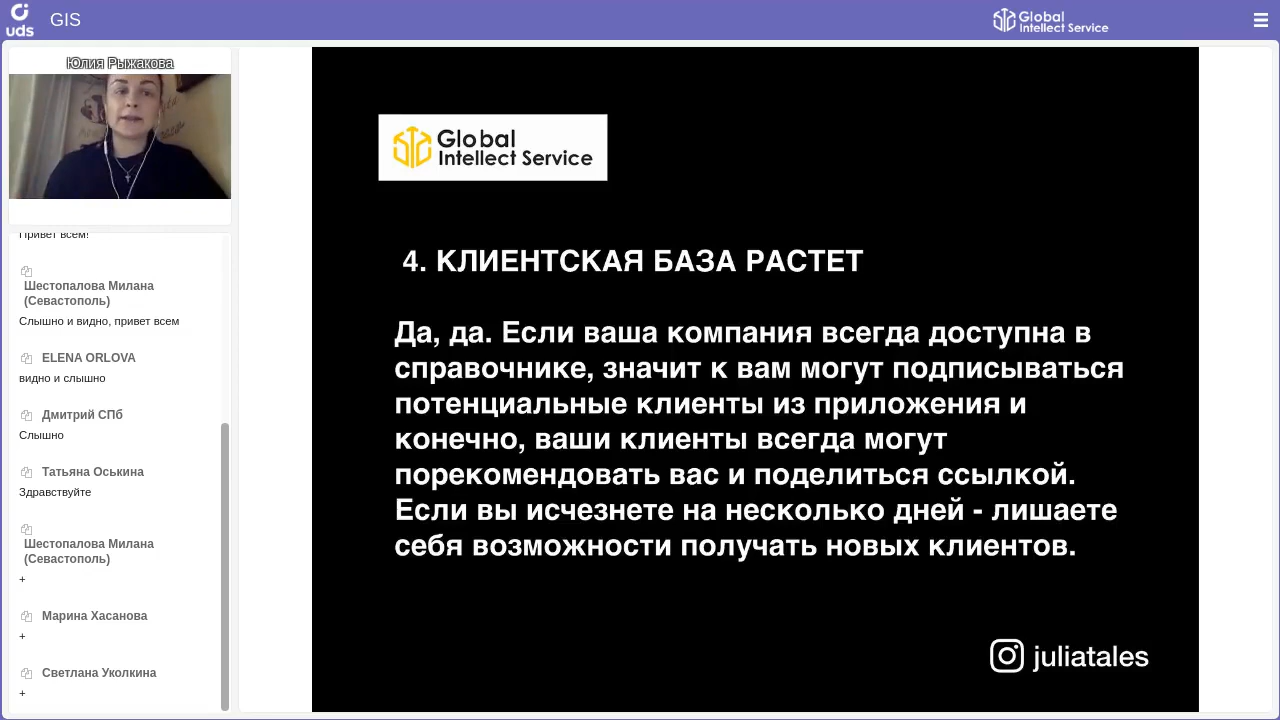 uds
GIS
Global
Intellect Service
Юлия Рыжакова
Привет всем!
Шестопалова Милана
(Севастополь)
Слышно и видно, привет всем
ELENA ORLOVA
видно и слышно
Дмитрий СПб
Слышно
Татьяна Оськина
Здравствуйте
Шестопалова Милана
(Севастополь)
+
Марина Хасанова
+
Светлана Уколкина
+
Global
Intellect Service
4. КЛИЕНТСКАЯ БАЗА РАСТЕТ
Да, да. Если ваша компания всегда доступна в
справочнике, значит к вам могут подписываться
потенциальные клиенты из приложения и
конечно, ваши клиенты всегда могут
порекомендовать вас и поделиться ссылкой.
Если вы исчезнете на несколько дней - лишаете
себя возможности получать новых клиентов.
juliatales